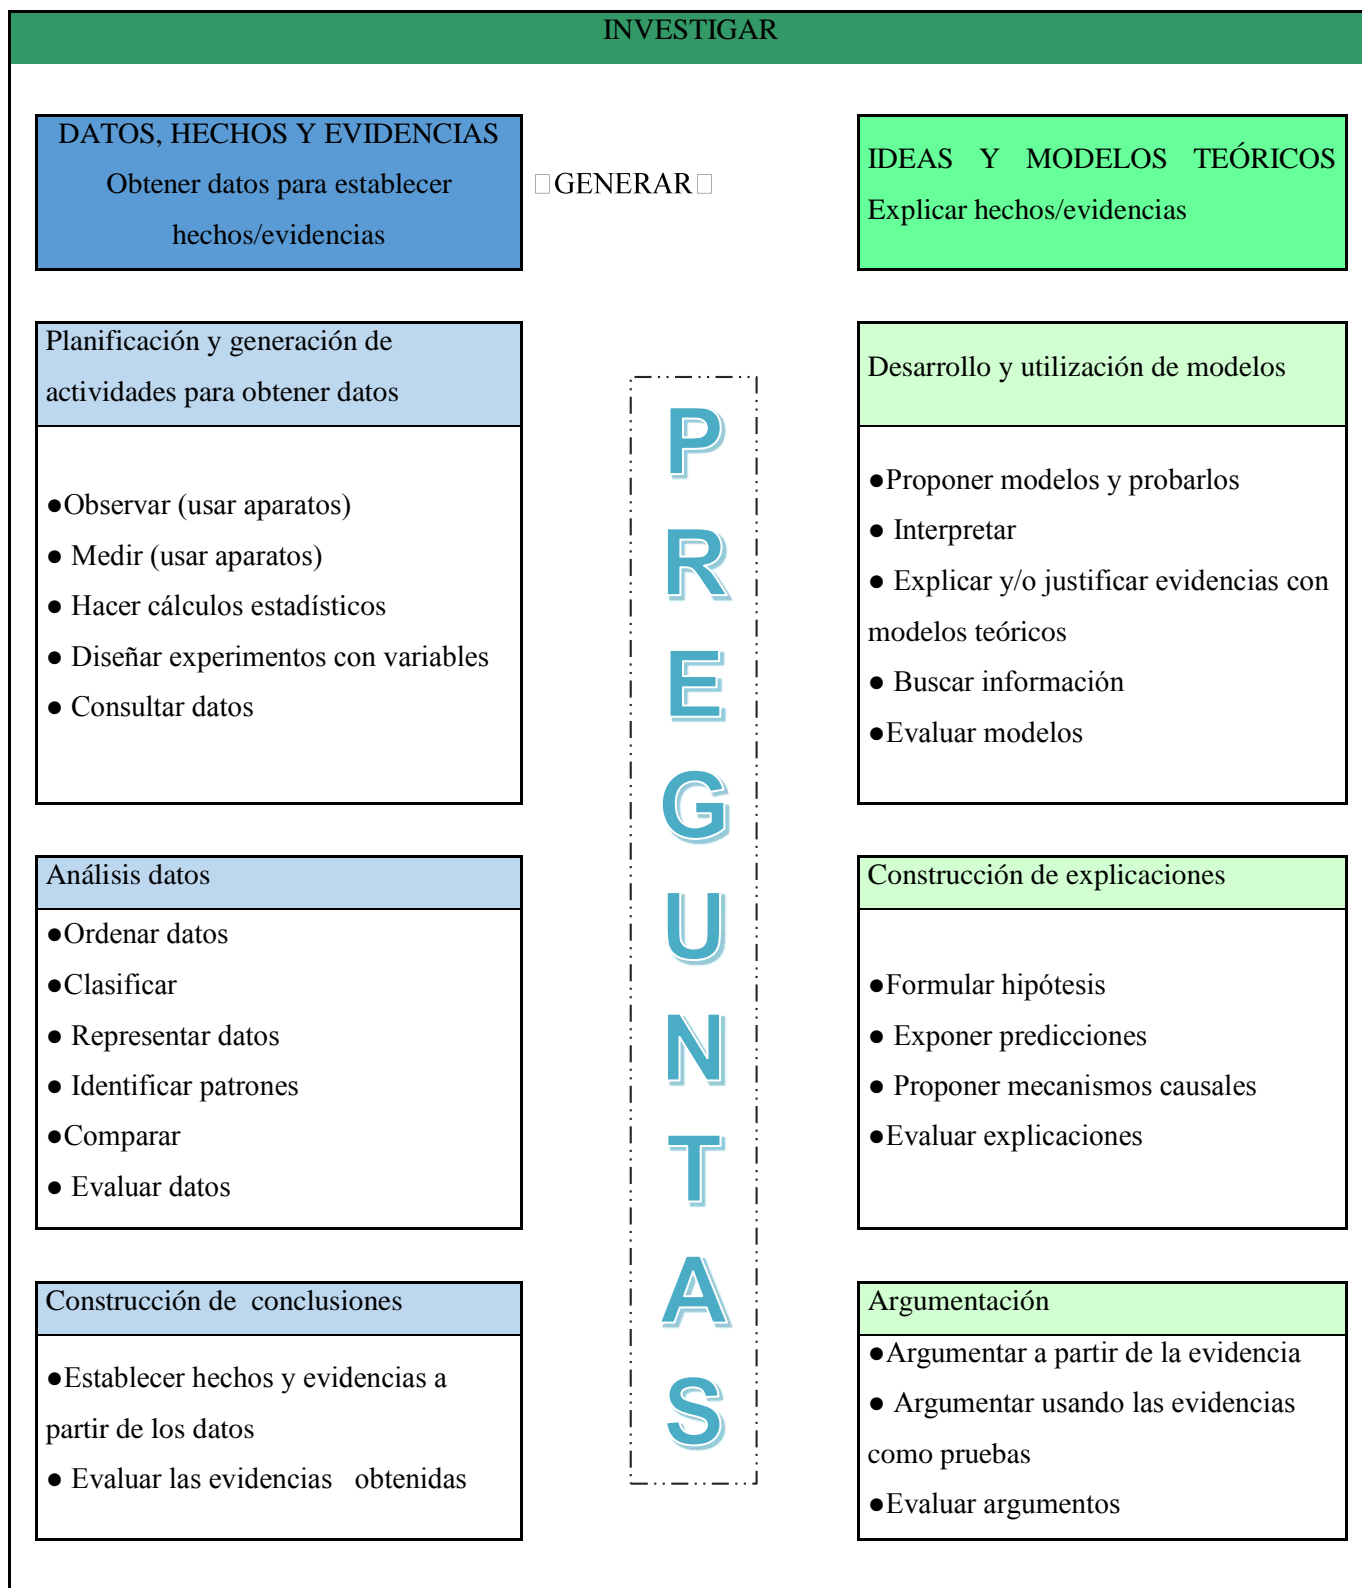 INVESTIGAR
DATOS, HECHOS Y EVIDENCIAS
Obtener datos para establecer
hechos/evidencias
□GENERAR□
IDEAS Y MODELOS TEÓRICOS
Explicar hechos/evidencias
Planificación y generación de
actividades para obtener datos
●Observar (usar aparatos)
● Medir (usar aparatos)
● Hacer cálculos estadísticos
● Diseñar experimentos con variables
● Consultar datos
Análisis datos
●Ordenar datos
●Clasificar
● Representar datos
● Identificar patrones
●Comparar
● Evaluar datos
Construcción de conclusiones
●Establecer hechos y evidencias a
partir de los datos
● Evaluar las evidencias obtenidas
P
R
E
G
U
N
T
A
S
Desarrollo y utilización de modelos
●Proponer modelos y probarlos
● Interpretar
● Explicar y/o justificar evidencias con
modelos teóricos
● Buscar información
●Evaluar modelos
Construcción de explicaciones
●Formular hipótesis
● Exponer predicciones
● Proponer mecanismos causales
●Evaluar explicaciones
Argumentación
●Argumentar a partir de la evidencia
● Argumentar usando las evidencias
como pruebas
●Evaluar argumentos